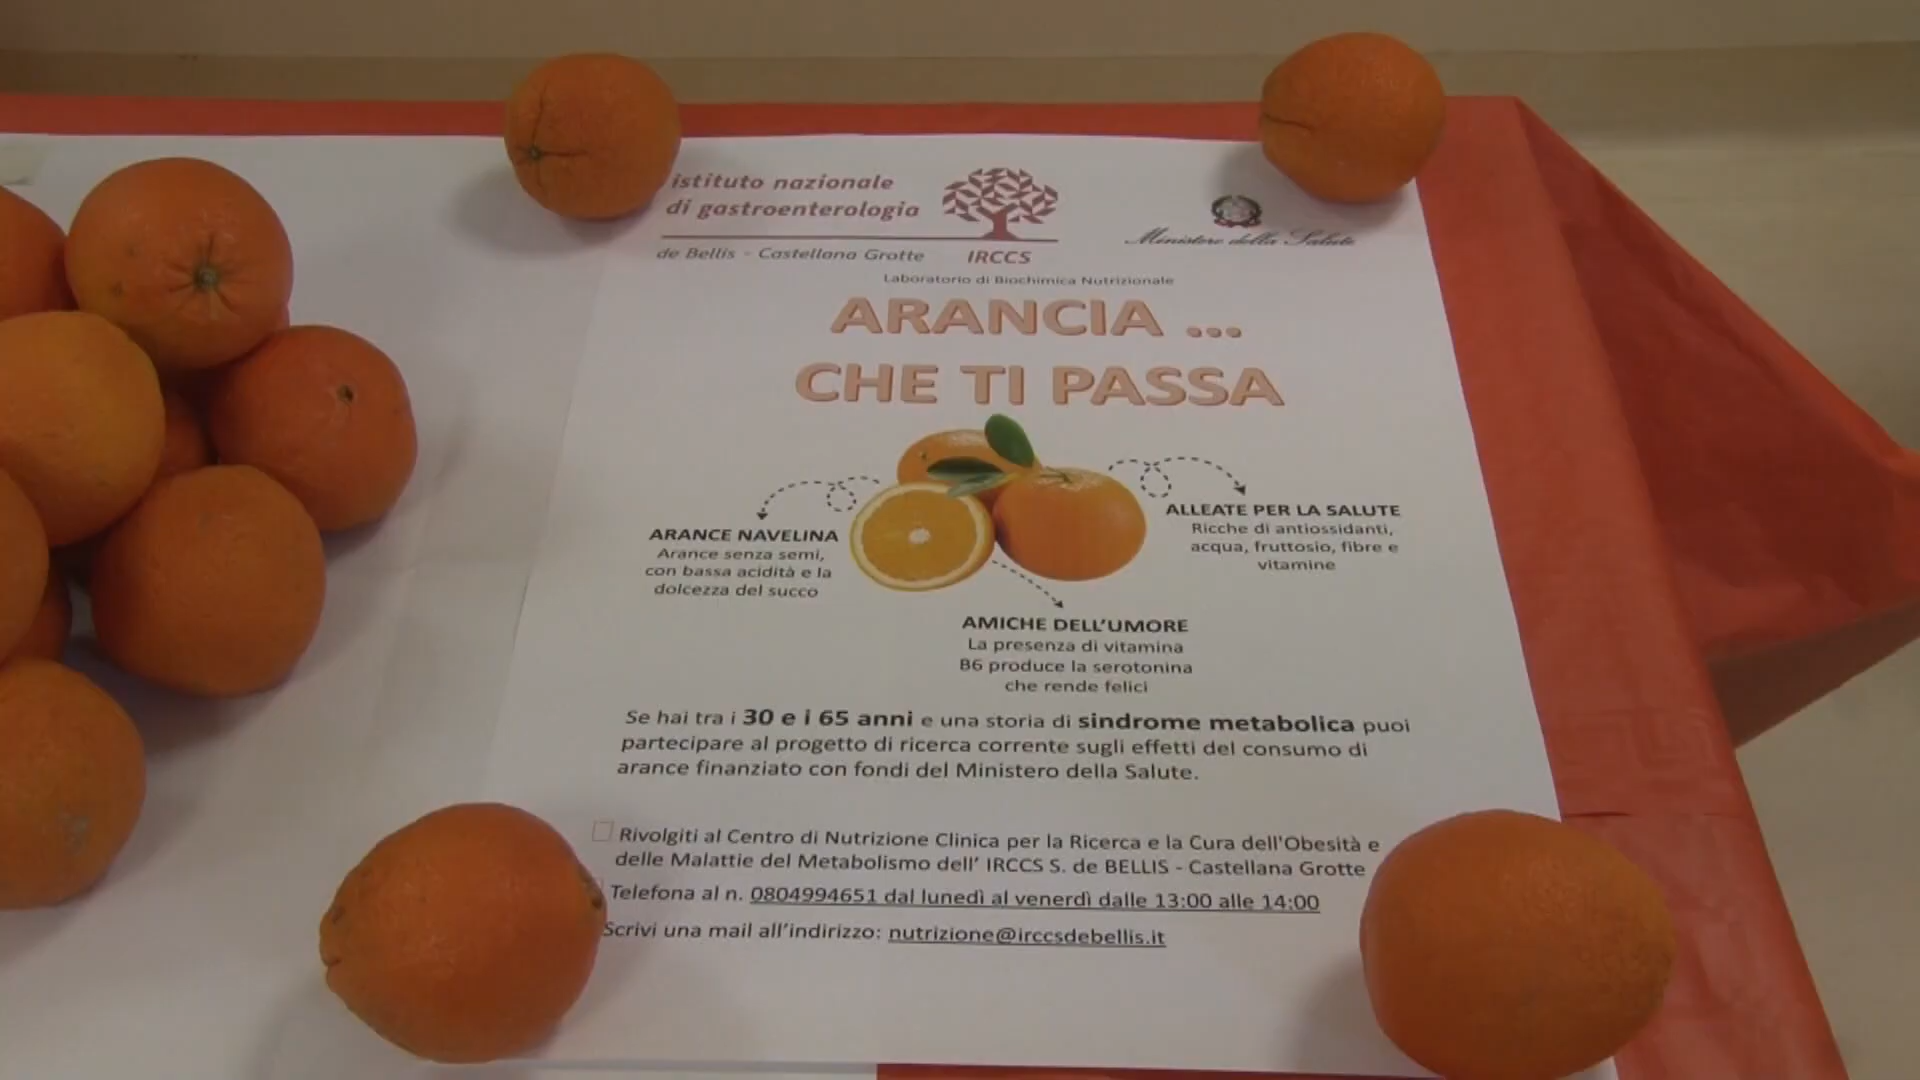 istituto nazionale
di gastroenterologia
de Bellis - Castellana Grotte IRCCS
Ministero della Salute
Laboratorio di Biochimica Nutrizionale
ARANCIA ...
CHE TI PASSA
ARANCE NAVELINA
Arance senza semi,
con bassa acidità e la
dolcezza del succo
ALLEATE PER LA SALUTE
Ricche di antiossidanti,
acqua, fruttosio, fibre e
vitamine
AMICHE DELL'UMORE
La presenza di vitamina
B6 produce la serotonina
che rende felici
Se hai tra i 30 e i 65 anni e una storia di sindrome metabolica puoi
partecipare al progetto di ricerca corrente sugli effetti del consumo di
arance finanziato con fondi del Ministero della Salute.
Rivolgiti al Centro di Nutrizione Clinica per la Ricerca e la Cura dell'Obesità e
delle Malattie del Metabolismo dell' IRCCS S. de BELLIS - Castellana Grotte
Telefona al n. 0804994651 dal lunedì al venerdì dalle 13:00 alle 14:00
Scrivi una mail all'indirizzo: nutrizione@irccsdebellis.it